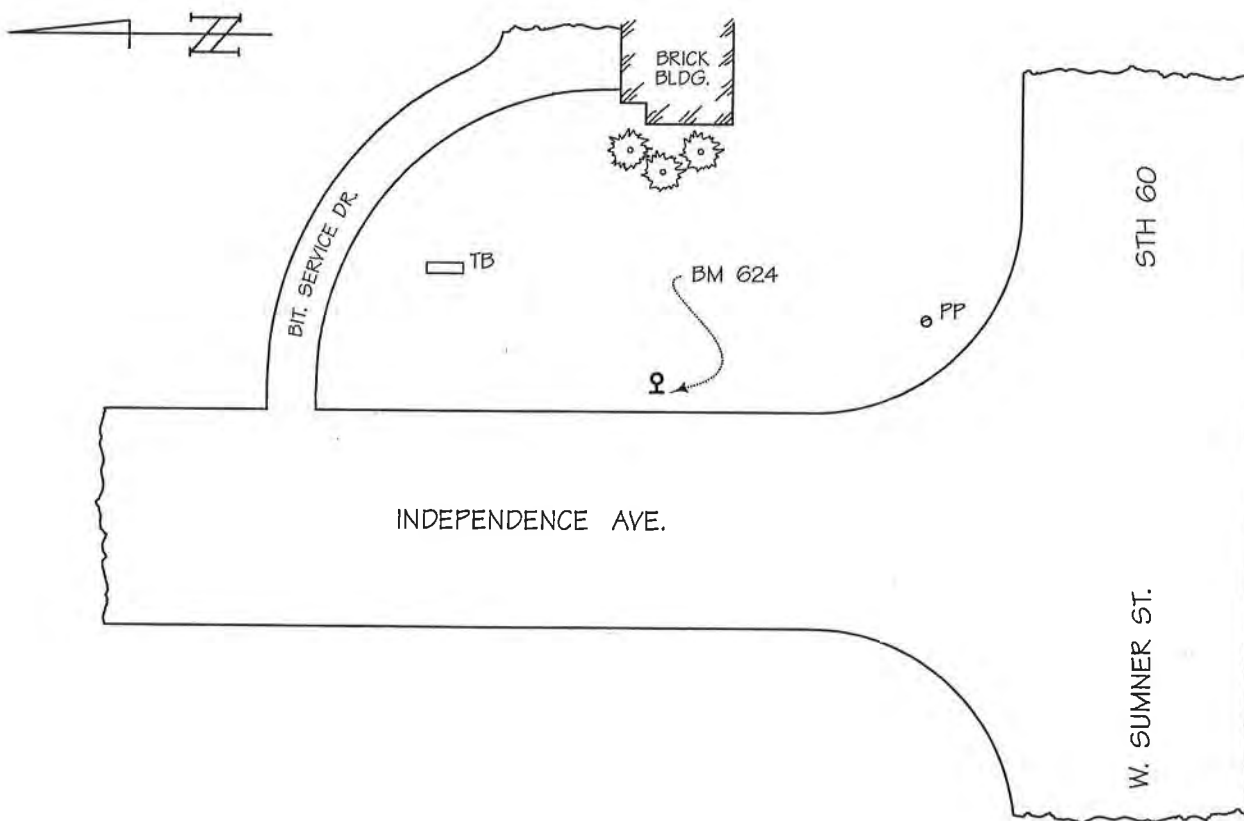 N
BRICK
BLDG.
BIT. SERVICE DR.
TB
BM 624
PP
STH 60
INDEPENDENCE AVE.
W. SUMNER ST.